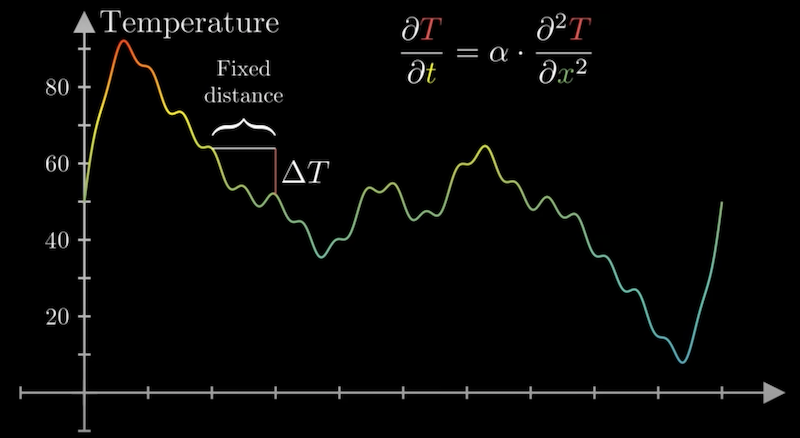 Temperature
∂T/∂t = α · ∂²T/∂x²
Fixed
distance
80
60
ΔT
40
20